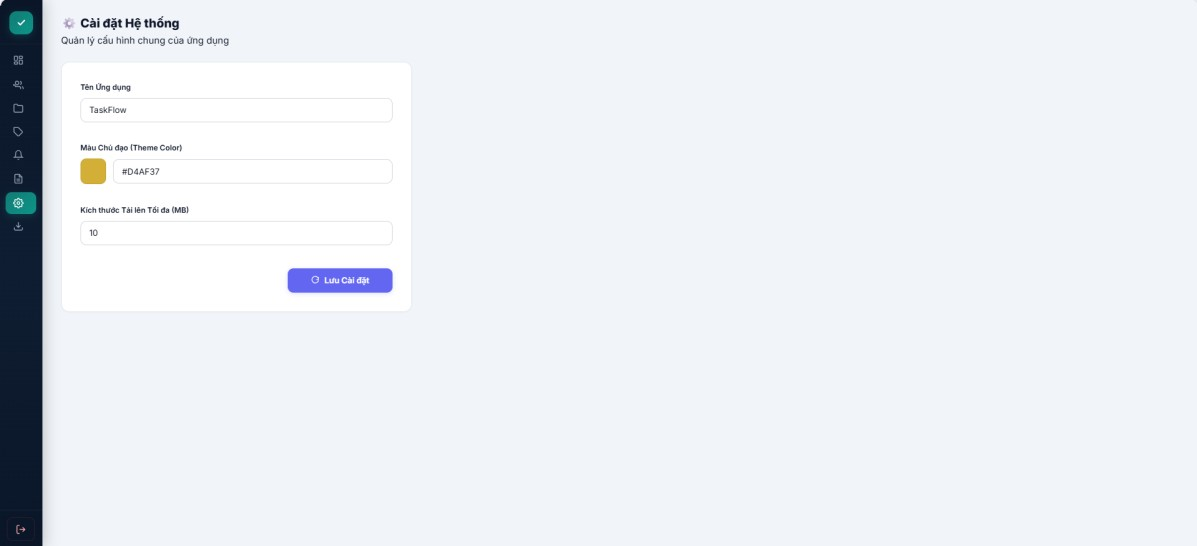 Cài đặt Hệ thống
Quản lý cấu hình chung của ứng dụng
Tên Ứng dụng
TaskFlow
Màu Chủ đạo (Theme Color)
#D4AF37
Kích thước Tải lên Tối đa (MB)
10
Lưu Cài đặt